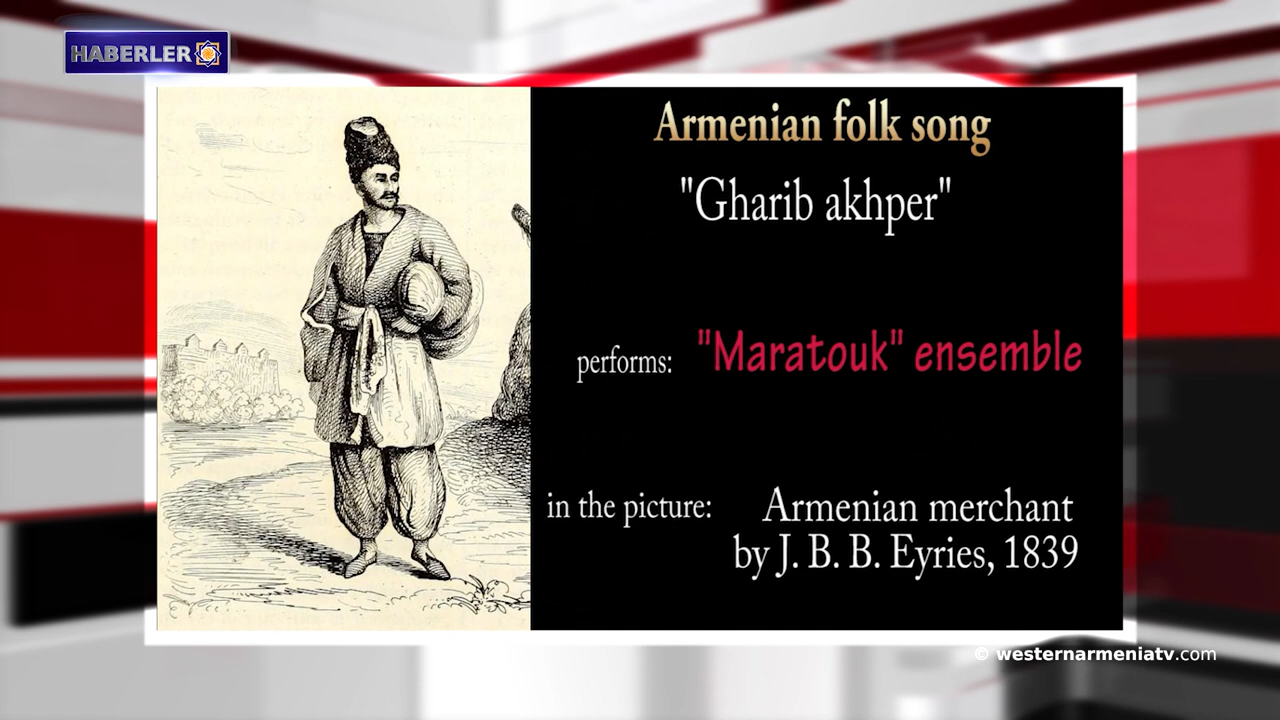 HABERLER
Armenian folk song
"Gharib akhper"
performs: "Maratouk" ensemble
in the picture: Armenian merchant
by J. B. B. Eyries, 1839
© westernarmeniatv.com